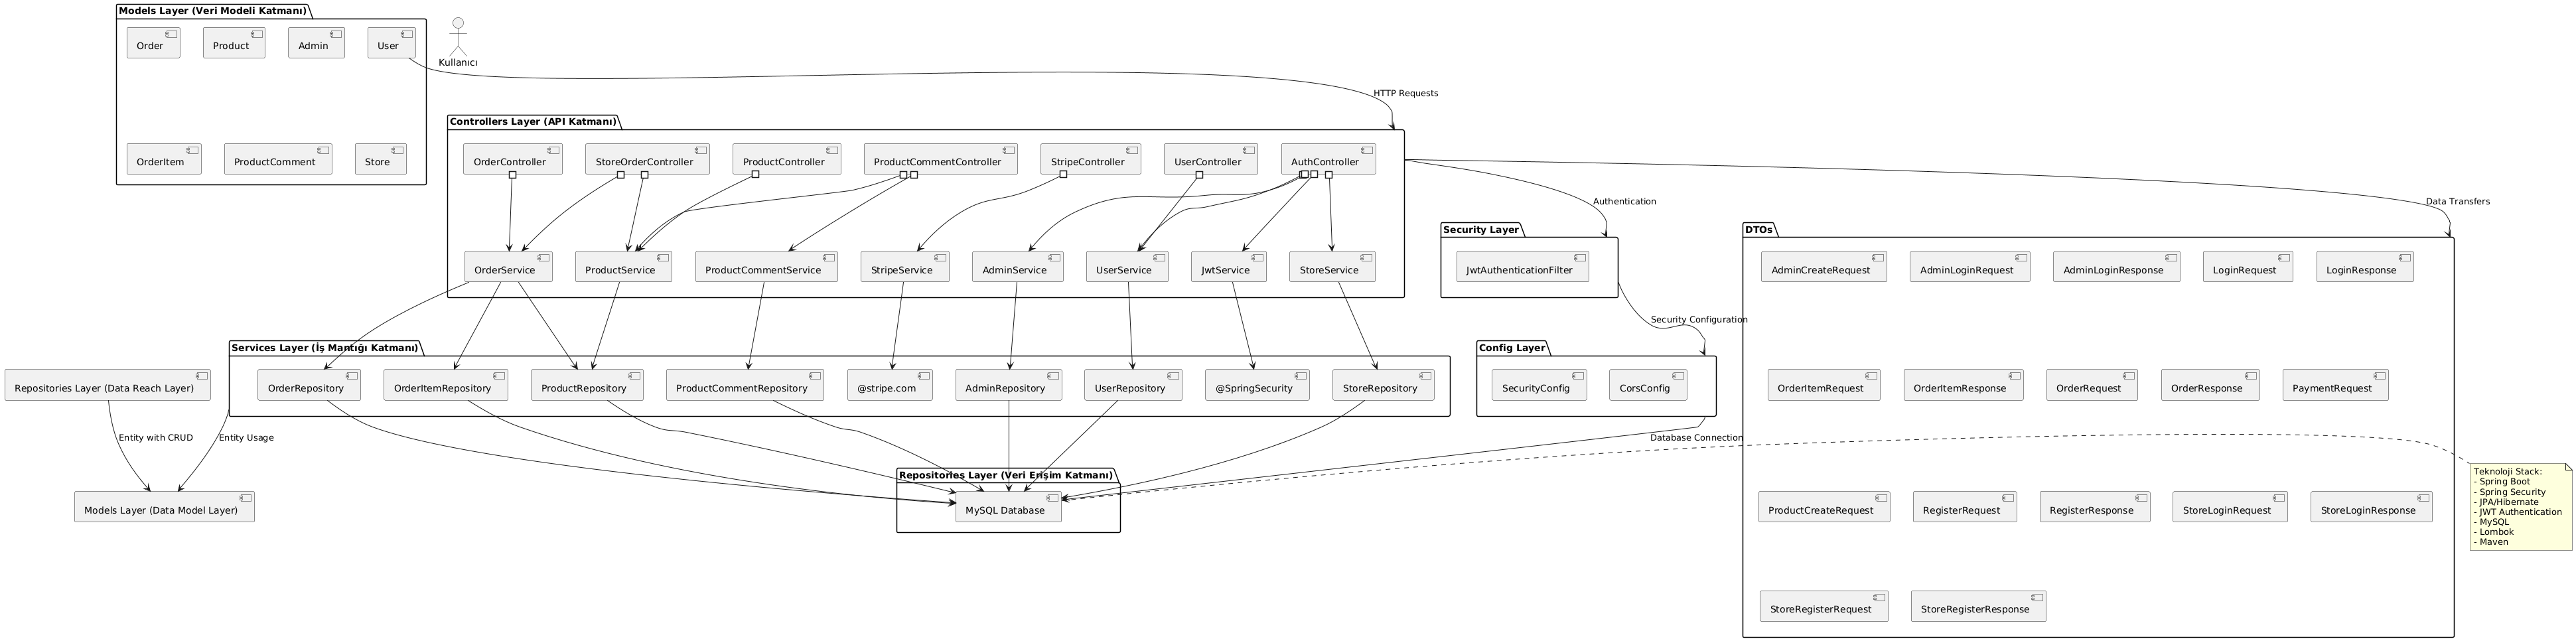 Models Layer (Veri Modeli Katmanı)
Order
Product
Admin
User
OrderItem
ProductComment
Store
Kullanıcı
HTTP Requests
Controllers Layer (API Katmanı)
OrderController
StoreOrderController
ProductController
ProductCommentController
StripeController
UserController
AuthController
OrderService
ProductService
ProductCommentService
StripeService
AdminService
UserService
JwtService
StoreService
Authentication
Data Transfers
Security Layer
JwtAuthenticationFilter
Security Configuration
Config Layer
SecurityConfig
CorsConfig
Services Layer (İş Mantığı Katmanı)
OrderRepository
OrderItemRepository
ProductRepository
ProductCommentRepository
@stripe.com
AdminRepository
UserRepository
@SpringSecurity
StoreRepository
Repositories Layer (Data Reach Layer)
Entity with CRUD
Entity Usage
Models Layer (Data Model Layer)
Database Connection
Repositories Layer (Veri Erişim Katmanı)
MySQL Database
DTOs
AdminCreateRequest
AdminLoginRequest
AdminLoginResponse
LoginRequest
LoginResponse
OrderItemRequest
OrderItemResponse
OrderRequest
OrderResponse
PaymentRequest
ProductCreateRequest
RegisterRequest
RegisterResponse
StoreLoginRequest
StoreLoginResponse
StoreRegisterRequest
StoreRegisterResponse
Teknoloji Stack:
- Spring Boot
- Spring Security
- JPA/Hibernate
- JWT Authentication
- MySQL
- Lombok
- Maven